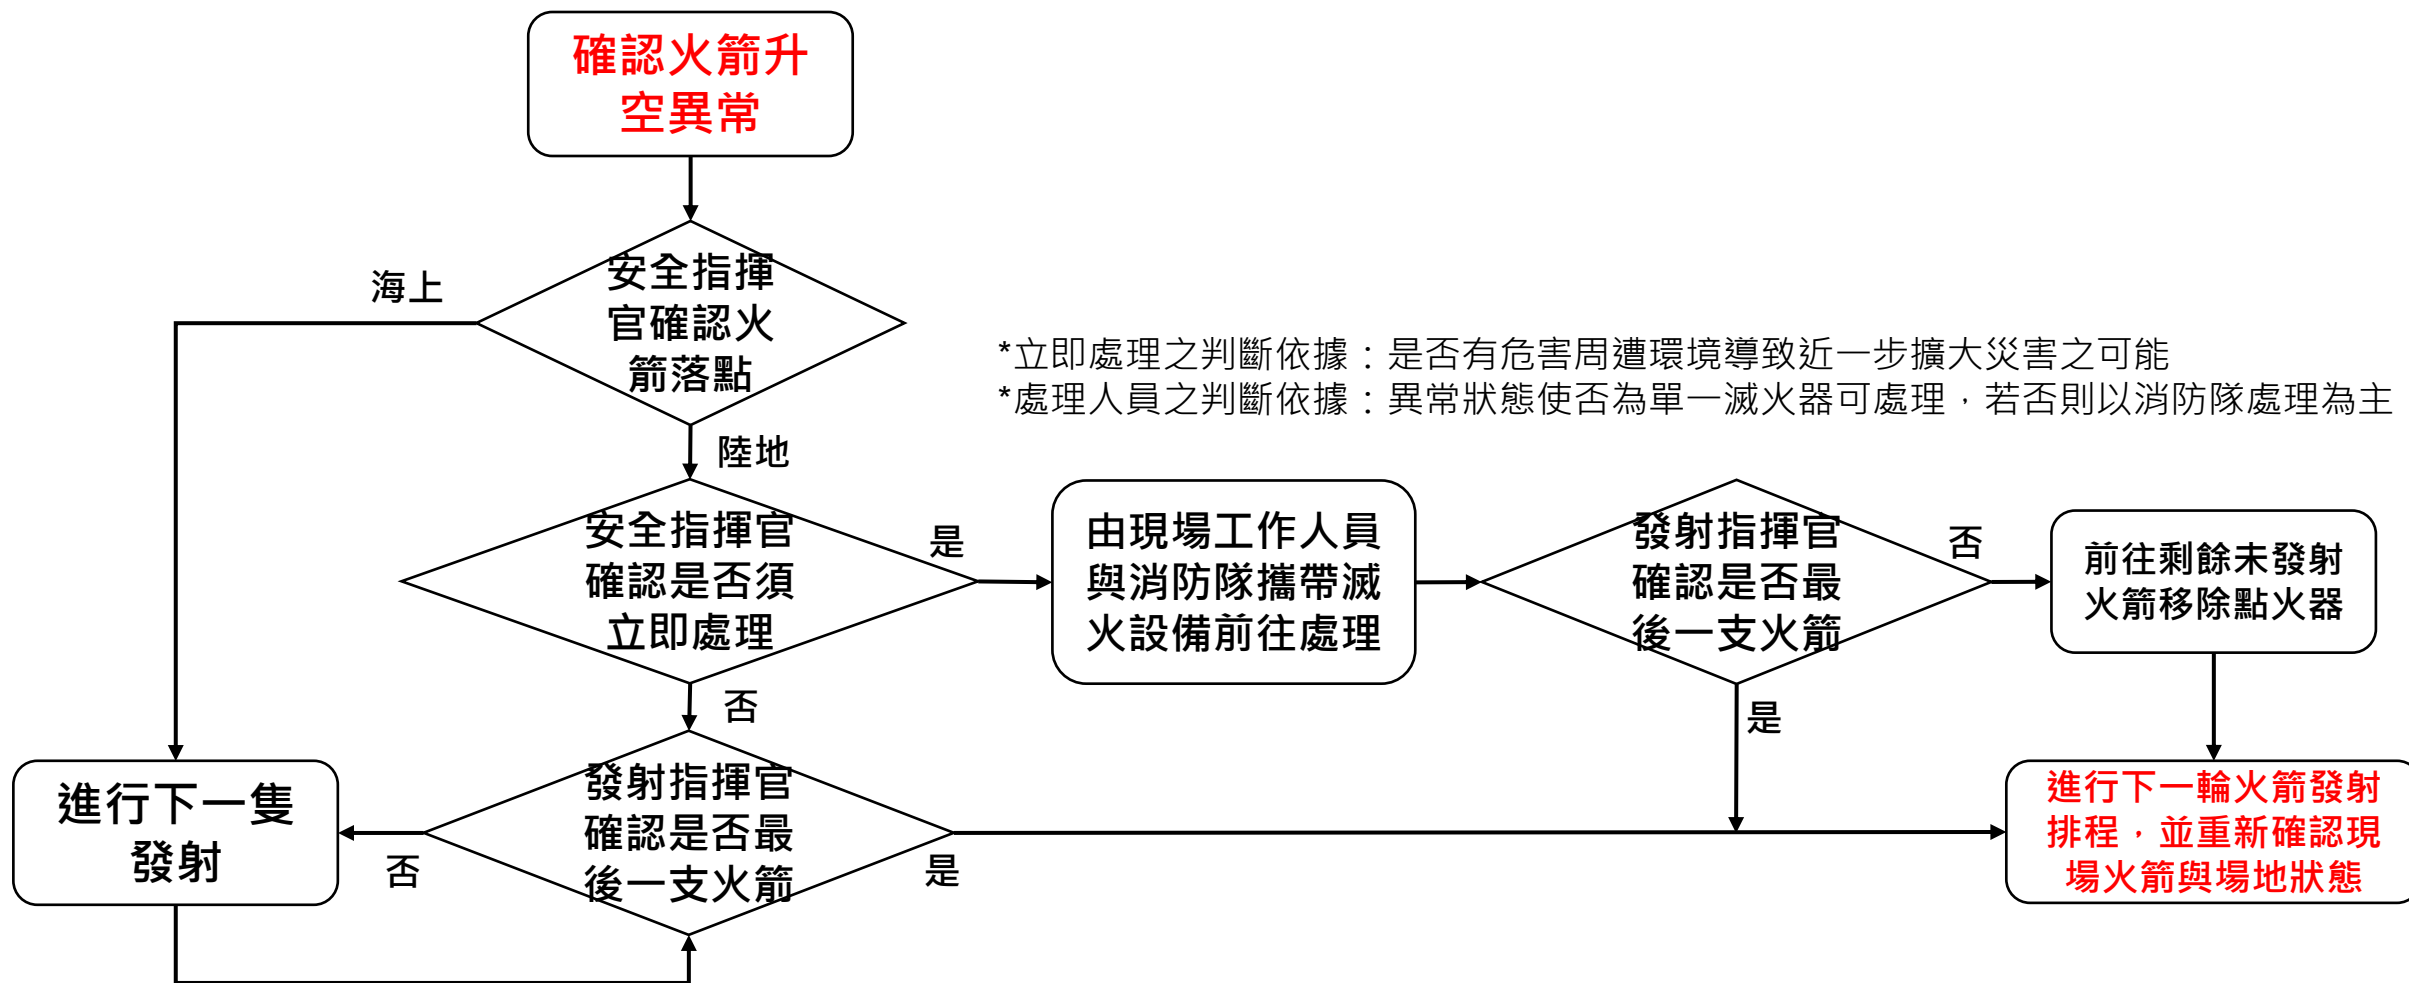 確認火箭升
空異常
安全指揮
官確認火
箭落點
海上
*立即處理之判斷依據：是否有危害周遭環境導致近一步擴大災害之可能
*處理人員之判斷依據：異常狀態使否為單一滅火器可處理，若否則以消防隊處理為主
陸地
安全指揮官
確認是否須
立即處理
是
由現場工作人員
與消防隊攜帶滅
火設備前往處理
發射指揮官
確認是否最
後一支火箭
否
前往剩餘未發射
火箭移除點火器
否
是
進行下一隻
發射
否
發射指揮官
確認是否最
後一支火箭
是
進行下一輪火箭發射
排程，並重新確認現
場火箭與場地狀態